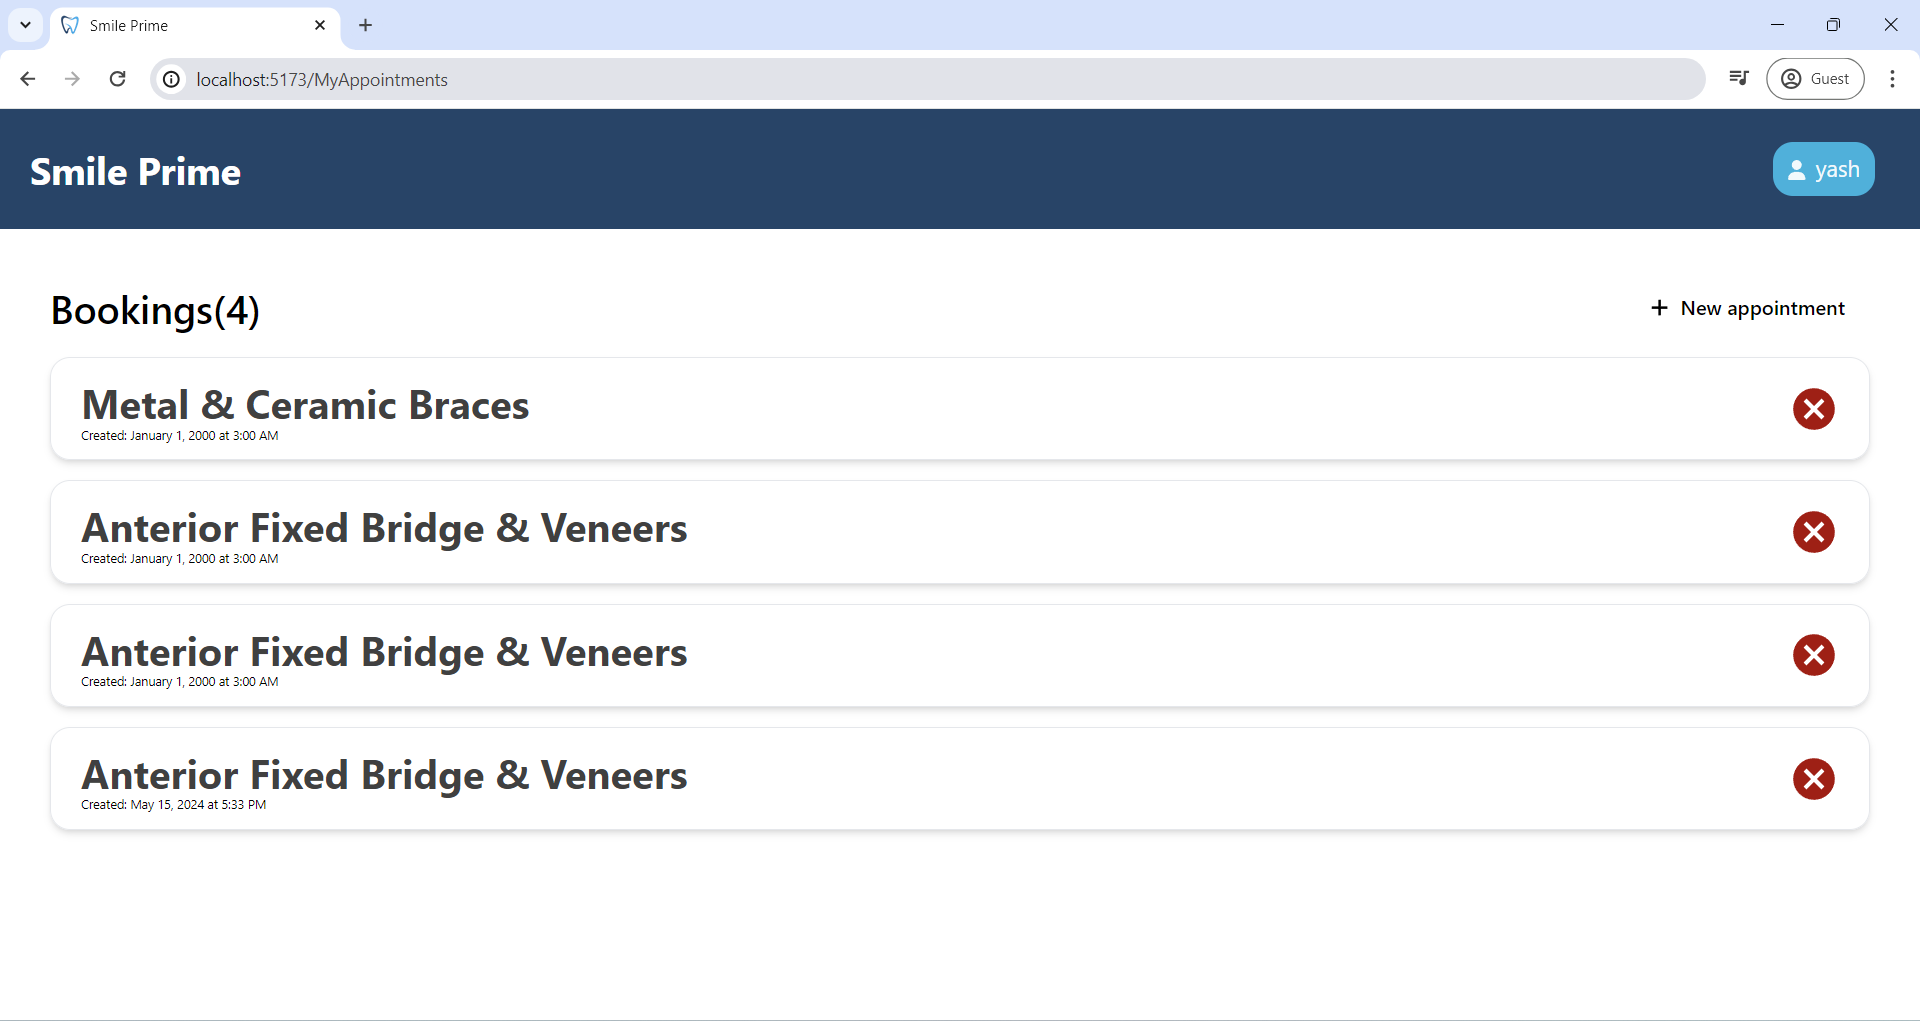 Smile Prime
localhost:5173/MyAppointments
Guest
Smile Prime
yash
Bookings(4)
New appointment
Metal & Ceramic Braces
Created: January 1, 2000 at 3:00 AM
Anterior Fixed Bridge & Veneers
Created: January 1, 2000 at 3:00 AM
Anterior Fixed Bridge & Veneers
Created: January 1, 2000 at 3:00 AM
Anterior Fixed Bridge & Veneers
Created: May 15, 2024 at 5:33 PM